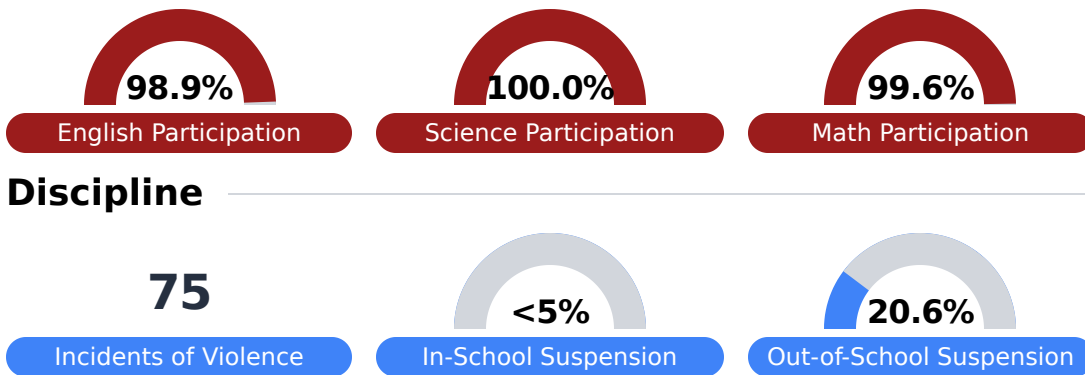 98.9%
100.0%
99.6%
English Participation
Science Participation
Math Participation
Discipline
75
<5%
20.6%
Incidents of Violence
In-School Suspension
Out-of-School Suspension